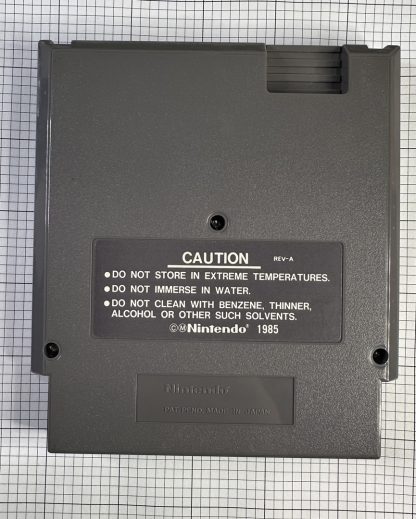 CAUTION REV-A
●DO NOT STORE IN EXTREME TEMPERATURES.
●DO NOT IMMERSE IN WATER.
●DO NOT CLEAN WITH BENZENE, THINNER,
ALCOHOL OR OTHER SUCH SOLVENTS.
©ⓂNintendo® 1985
Nintendo®
PAT. PEND. MADE IN JAPAN